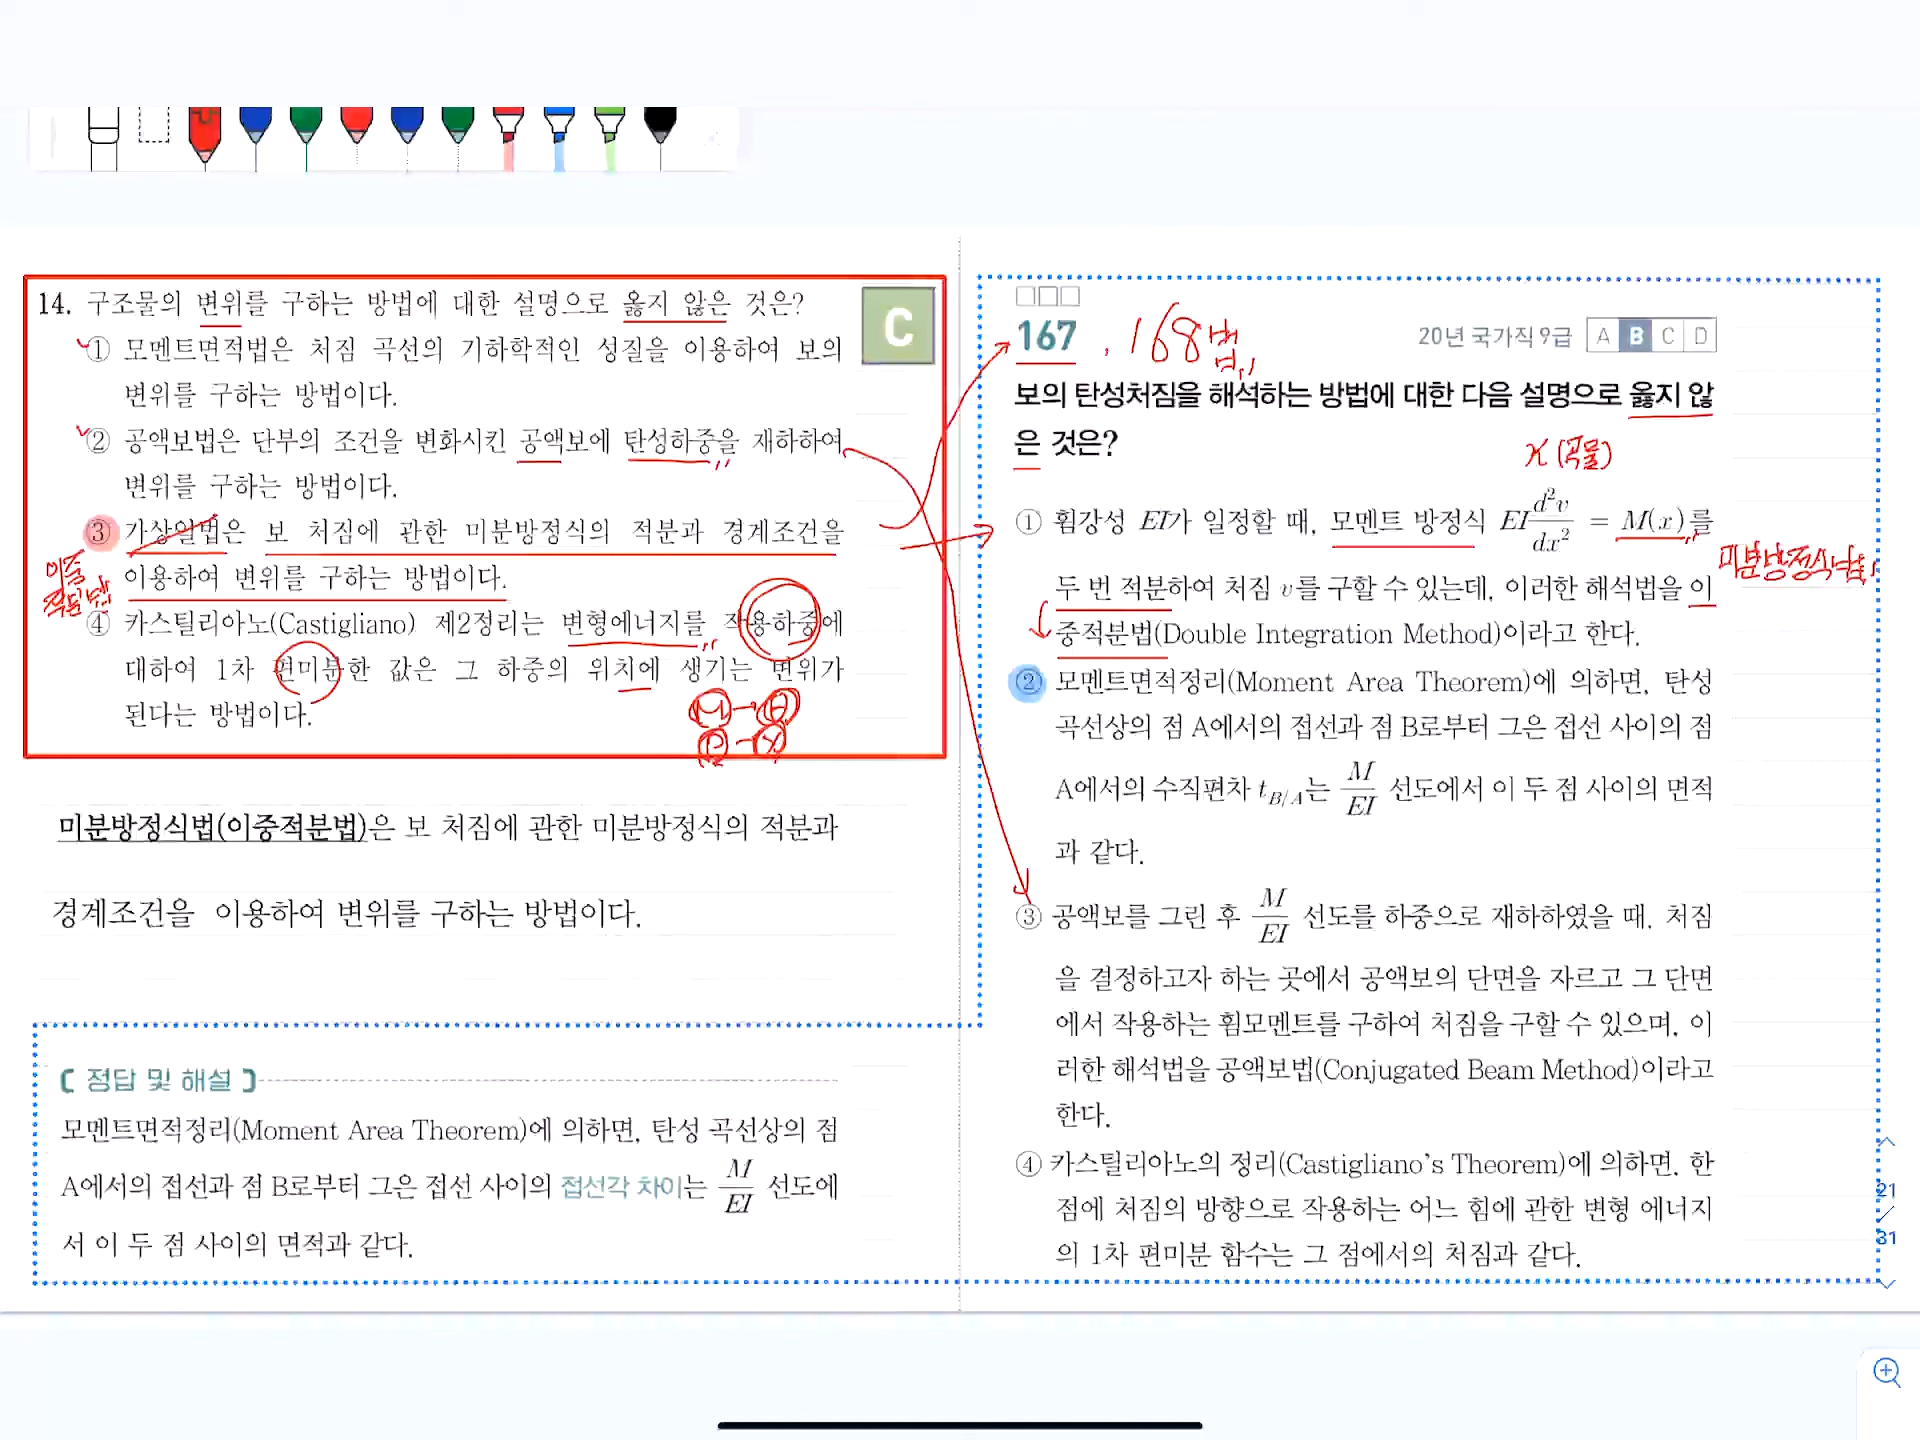 14. 구조물의 변위를 구하는 방법에 대한 설명으로 옳지 않은 것은?
C
① 모멘트면적법은 처짐 곡선의 기하학적인 성질을 이용하여 보의
변위를 구하는 방법이다.
② 공액보법은 단부의 조건을 변화시킨 공액보에 탄성하중을 재하하여
변위를 구하는 방법이다.
③ 가상일법은 보 처짐에 관한 미분방정식의 적분과 경계조건을
이용하여 변위를 구하는 방법이다.
이중
적분법
④ 카스틸리아노(Castigliano) 제2정리는 변형에너지를 작용하중에
대하여 1차 편미분한 값은 그 하중의 위치에 생기는 변위가
된다는 방법이다.
M → θ
P → 
미분방정식법(이중적분법)은 보 처짐에 관한 미분방정식의 적분과
경계조건을 이용하여 변위를 구하는 방법이다.
【 정답 및 해설 】
모멘트면적정리(Moment Area Theorem)에 의하면, 탄성 곡선상의 점
A에서의 접선과 점 B로부터 그은 접선 사이의 접선각 차이는 M/EI 선도에
서 이 두 점 사이의 면적과 같다.
167 , 168번
20년 국가직 9급 A B C D
보의 탄성처짐을 해석하는 방법에 대한 다음 설명으로 옳지 않
은 것은?
① 휨강성 EI가 일정할 때, 모멘트 방정식 EI d²v/dx² = M(x)를
미분방정식법
두 번 적분하여 처짐 v를 구할 수 있는데, 이러한 해석법을 이
중적분법(Double Integration Method)이라고 한다.
② 모멘트면적정리(Moment Area Theorem)에 의하면, 탄성
곡선상의 점 A에서의 접선과 점 B로부터 그은 접선 사이의 점
A에서의 수직편차 t_B/A는 M/EI 선도에서 이 두 점 사이의 면적
과 같다.
③ 공액보를 그린 후 M/EI 선도를 하중으로 재하하였을 때, 처짐
을 결정하고자 하는 곳에서 공액보의 단면을 자르고 그 단면
에서 작용하는 휨모멘트를 구하여 처짐을 구할 수 있으며, 이
러한 해석법을 공액보법(Conjugated Beam Method)이라고
한다.
④ 카스틸리아노의 정리(Castigliano's Theorem)에 의하면, 한
점에 처짐의 방향으로 작용하는 어느 힘에 관한 변형 에너지
의 1차 편미분 함수는 그 점에서의 처짐과 같다.
21
/
31